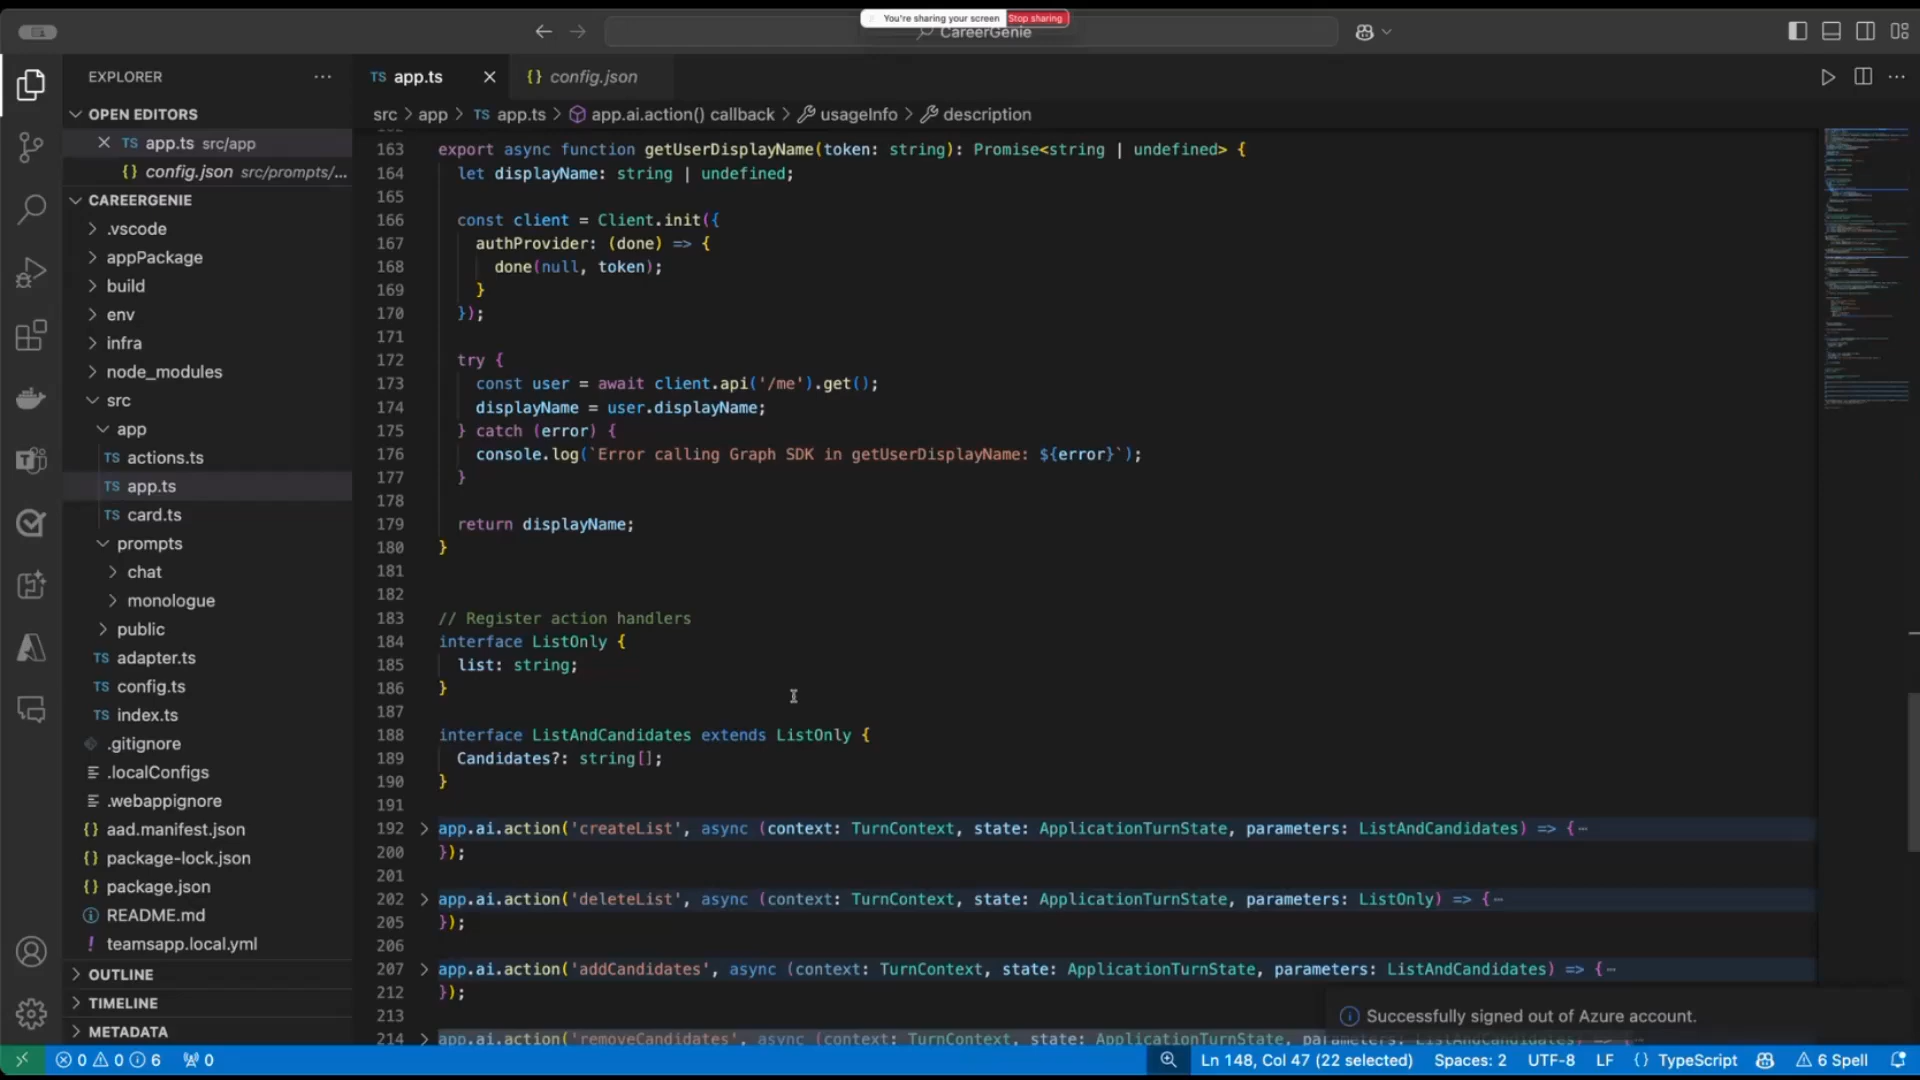 You're sharing your screen Stop sharing
CareerGenie
EXPLORER
OPEN EDITORS
TS app.ts src/app
{} config.json src/prompts/...
CAREERGENIE
.vscode
appPackage
build
env
infra
node_modules
src
app
TS actions.ts
TS app.ts
TS card.ts
prompts
chat
monologue
public
TS adapter.ts
TS config.ts
TS index.ts
.gitignore
.localConfigs
.webappignore
{} aad.manifest.json
{} package-lock.json
{} package.json
README.md
! teamsapp.local.yml
OUTLINE
TIMELINE
METADATA
TS app.ts
{} config.json
src > app > TS app.ts > app.ai.action() callback > usageInfo > description
163 export async function getUserDisplayName(token: string): Promise<string | undefined> {
164 let displayName: string | undefined;
165
166 const client = Client.init({
167 authProvider: (done) => {
168 done(null, token);
169 }
170 });
171
172 try {
173 const user = await client.api('/me').get();
174 displayName = user.displayName;
175 } catch (error) {
176 console.log(`Error calling Graph SDK in getUserDisplayName: ${error}`);
177 }
178
179 return displayName;
180 }
181
182
183 // Register action handlers
184 interface ListOnly {
185 list: string;
186 }
187
188 interface ListAndCandidates extends ListOnly {
189 Candidates?: string[];
190 }
191
192 app.ai.action('createList', async (context: TurnContext, state: ApplicationTurnState, parameters: ListAndCandidates) => {…
200 });
201
202 app.ai.action('deleteList', async (context: TurnContext, state: ApplicationTurnState, parameters: ListOnly) => {…
205 });
206
207 app.ai.action('addCandidates', async (context: TurnContext, state: ApplicationTurnState, parameters: ListAndCandidates) => {…
212 });
213
214 app.ai.action('removeCandidates', async (context: TurnContext, state: ApplicationTurnState, parameters: ListAndCandidates) => {…
Successfully signed out of Azure account.
0 0 6 0
Ln 148, Col 47 (22 selected) Spaces: 2 UTF-8 LF {} TypeScript 6 Spell